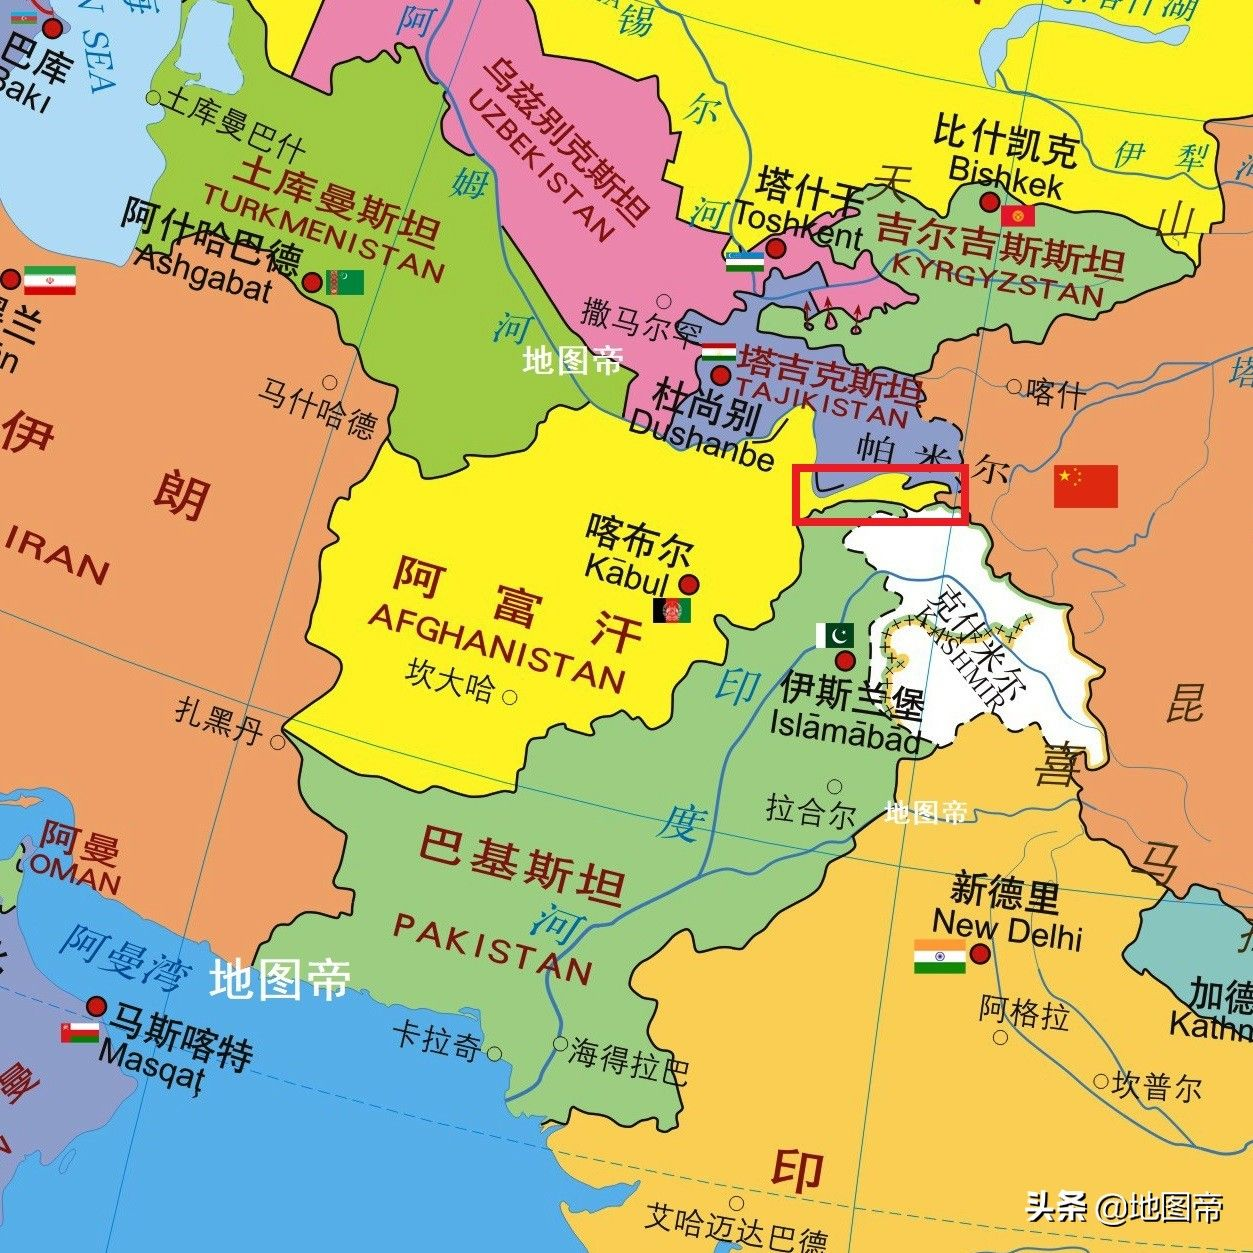 阿
锡
尔
河
SEA
巴库
Bakı
土库曼巴什
土库曼斯坦
TURKMENISTAN
阿什哈巴德
Ashgabat
乌兹别克斯坦
UZBEKISTAN
姆
河
比什凯克
Bishkek
伊 犁
天
山
塔什干
Toshkent
吉尔吉斯斯坦
KYRGYZSTAN
撒马尔罕
地图帝
塔吉克斯坦
TAJIKISTAN
杜尚别
Dushanbe
喀什
塔
帕 米 尔
马什哈德
伊
朗
IRAN
喀布尔
Kābul
阿 富 汗
AFGHANISTAN
坎大哈
克什米尔
KASHMIR
印
度
河
伊斯兰堡
Islāmābād
昆
喜
马
扎黑丹
拉合尔
地图帝
阿曼
OMAN
巴基斯坦
PAKISTAN
新德里
New Delhi
阿曼湾
地图帝
马斯喀特
Masqaţ
卡拉奇
海得拉巴
阿格拉
坎普尔
加德
Kathm
印
艾哈迈达巴德
头条 @地图帝